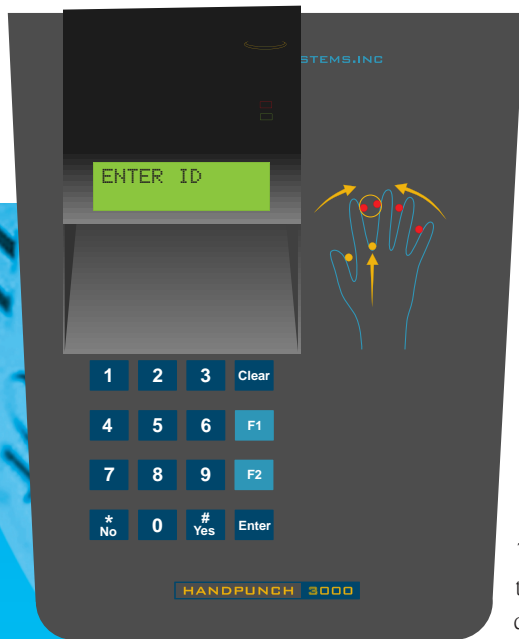 STEMS.INC
ENTER ID
1 2 3 Clear
4 5 6 F1
7 8 9 F2
* No 0 # Yes Enter
HANDPUNCH 3000